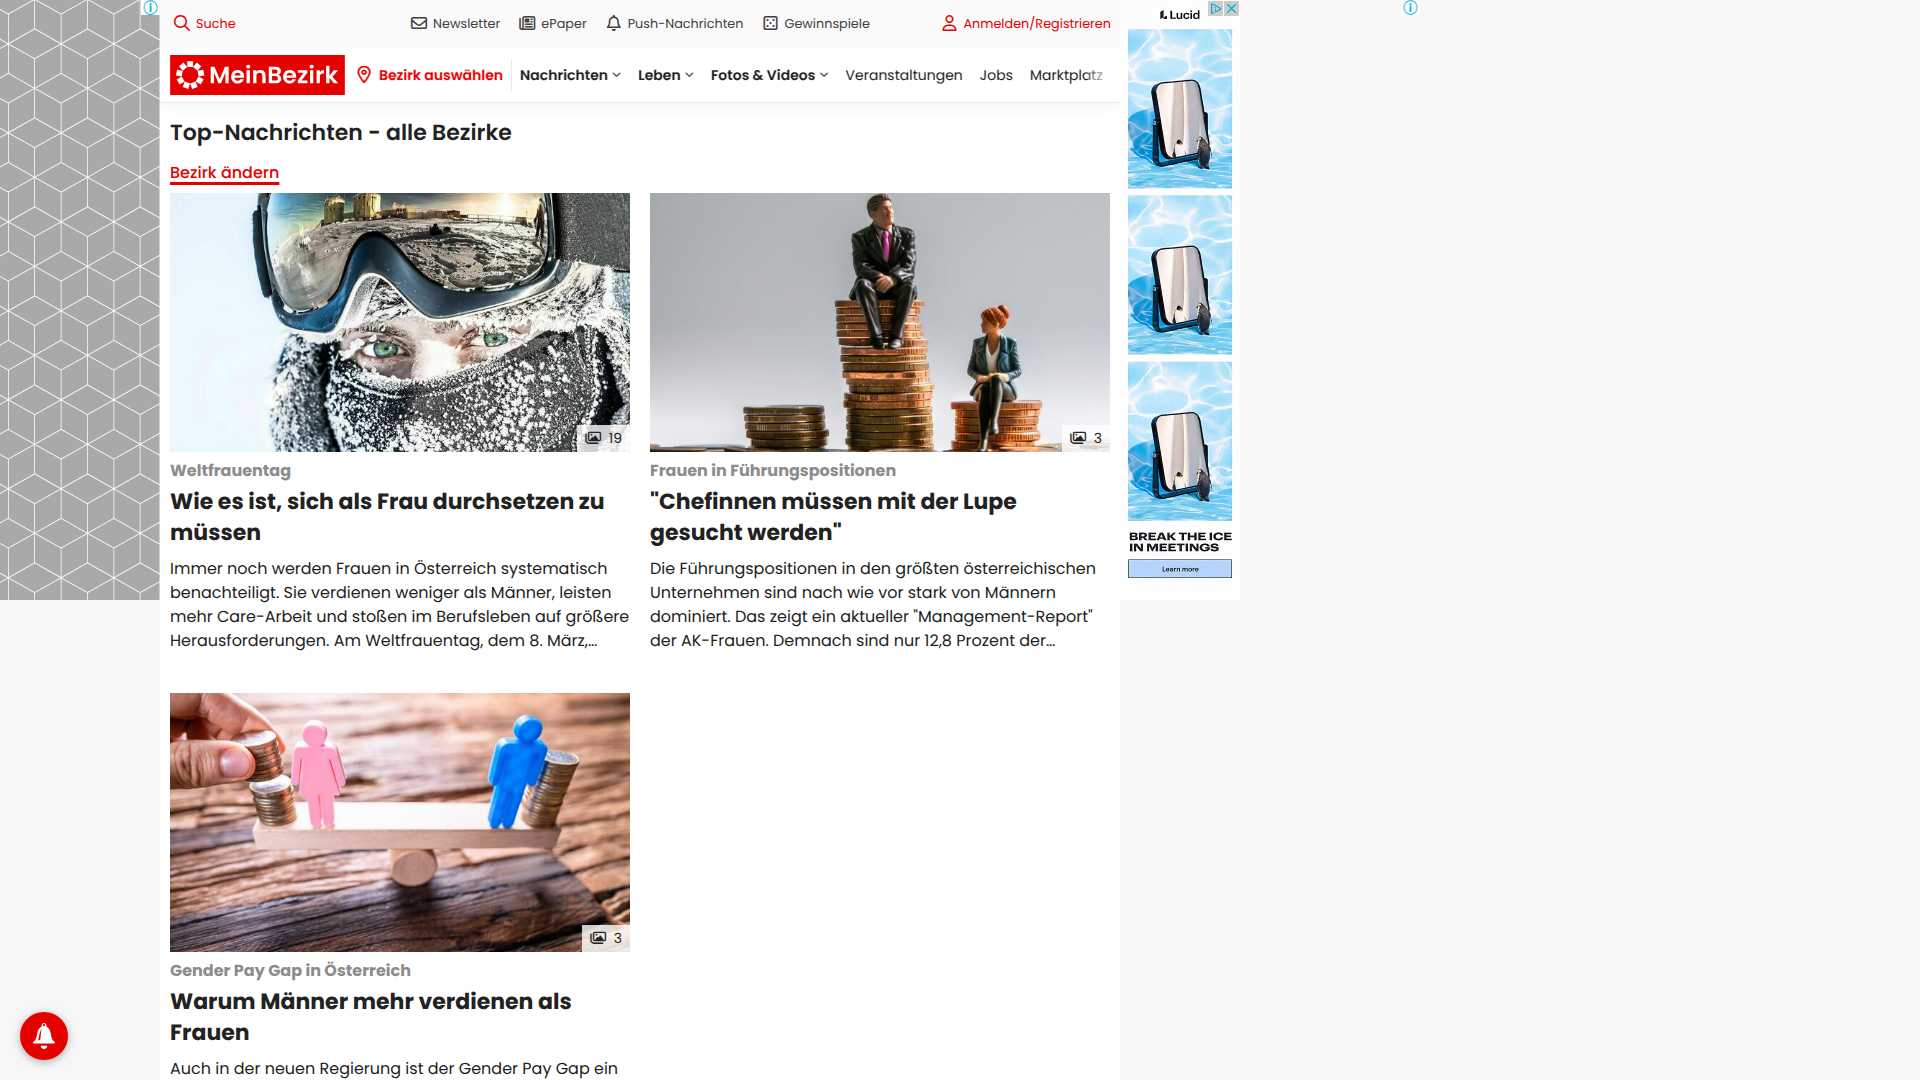 Suche
Newsletter
ePaper
Push-Nachrichten
Gewinnspiele
Anmelden/Registrieren
MeinBezirk
Bezirk auswählen
Nachrichten
Leben
Fotos & Videos
Veranstaltungen
Jobs
Marktplatz
Top-Nachrichten - alle Bezirke
Bezirk ändern
19
Weltfrauentag
Wie es ist, sich als Frau durchsetzen zu
müssen
Immer noch werden Frauen in Österreich systematisch
benachteiligt. Sie verdienen weniger als Männer, leisten
mehr Care-Arbeit und stoßen im Berufsleben auf größere
Herausforderungen. Am Weltfrauentag, dem 8. März,...
3
Frauen in Führungspositionen
"Chefinnen müssen mit der Lupe
gesucht werden"
Die Führungspositionen in den größten österreichischen
Unternehmen sind nach wie vor stark von Männern
dominiert. Das zeigt ein aktueller "Management-Report"
der AK-Frauen. Demnach sind nur 12,8 Prozent der...
3
Gender Pay Gap in Österreich
Warum Männer mehr verdienen als
Frauen
Auch in der neuen Regierung ist der Gender Pay Gap ein
Lucid
BREAK THE ICE
IN MEETINGS
Learn more